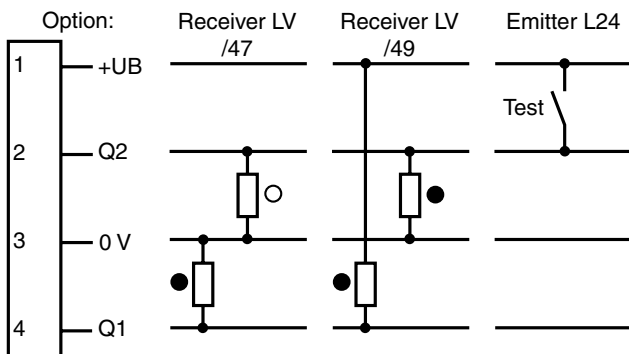 Option:
Receiver LV
/47
Receiver LV
/49
Emitter L24
1
+UB
Test
2
Q2
3
0 V
4
Q1